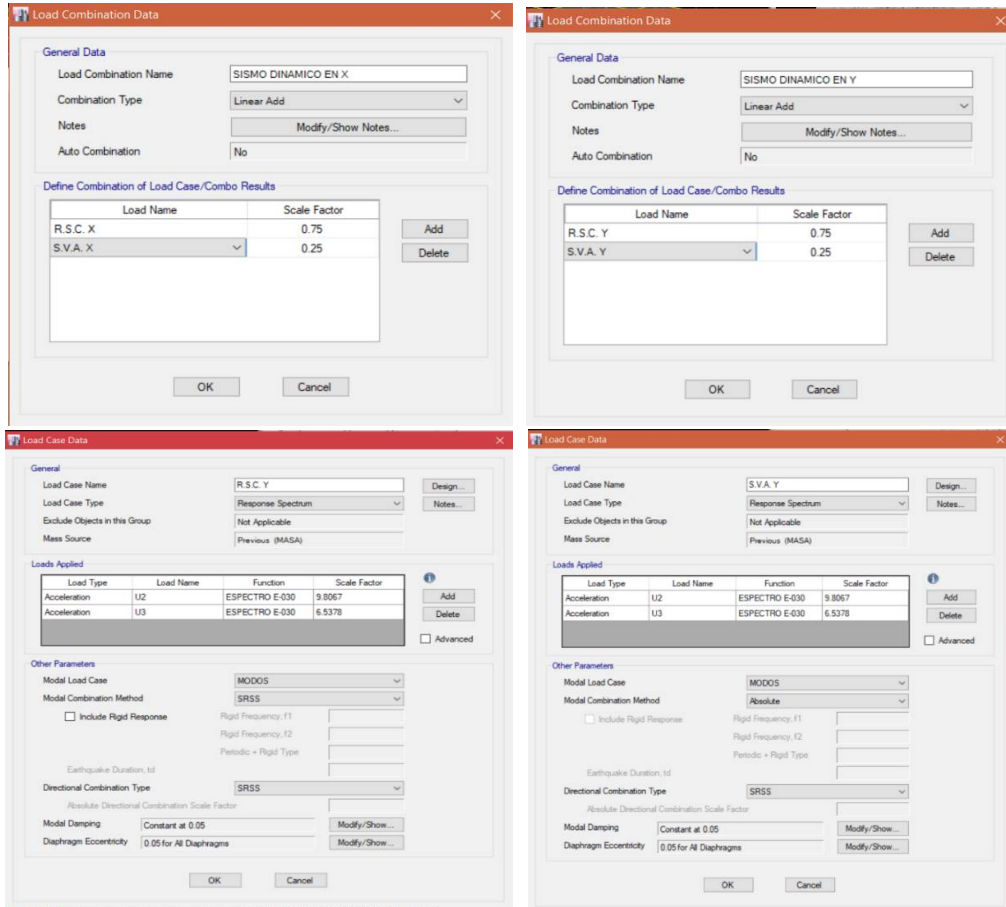 Load Combination Data
General Data
Load Combination Name SISMO DINAMICO EN X
Combination Type Linear Add
Notes Modify/Show Notes...
Auto Combination No
Define Combination of Load Case/Combo Results
Load Name Scale Factor
R.S.C. X 0.75 Add
S.V.A. X 0.25 Delete
OK Cancel
Load Combination Data
General Data
Load Combination Name SISMO DINAMICO EN Y
Combination Type Linear Add
Notes Modify/Show Notes...
Auto Combination No
Define Combination of Load Case/Combo Results
Load Name Scale Factor
R.S.C. Y 0.75 Add
S.V.A. Y 0.25 Delete
OK Cancel
Load Case Data
General
Load Case Name R.S.C. Y Design...
Load Case Type Response Spectrum Notes...
Exclude Objects in this Group Not Applicable
Mass Source Previous (MASA)
Loads Applied
Load Type Load Name Function Scale Factor
Acceleration U2 ESPECTRO E-030 9.8067 Add
Acceleration U3 ESPECTRO E-030 6.5378 Delete
Advanced
Other Parameters
Modal Load Case MODOS
Modal Combination Method SRSS
Include Rigid Response Rigid Frequency, f1
Rigid Frequency, f2
Periodic + Rigid Type
Earthquake Duration, td
Directional Combination Type SRSS
Absolute Directional Combination Scale Factor
Modal Damping Constant at 0.05 Modify/Show...
Diaphragm Eccentricity 0.05 for All Diaphragms Modify/Show...
OK Cancel
Load Case Data
General
Load Case Name S.V.A. Y Design...
Load Case Type Response Spectrum Notes...
Exclude Objects in this Group Not Applicable
Mass Source Previous (MASA)
Loads Applied
Load Type Load Name Function Scale Factor
Acceleration U2 ESPECTRO E-030 9.8067 Add
Acceleration U3 ESPECTRO E-030 6.5378 Delete
Advanced
Other Parameters
Modal Load Case MODOS
Modal Combination Method Absolute
Include Rigid Response Rigid Frequency, f1
Rigid Frequency, f2
Periodic + Rigid Type
Earthquake Duration, td
Directional Combination Type SRSS
Absolute Directional Combination Scale Factor
Modal Damping Constant at 0.05 Modify/Show...
Diaphragm Eccentricity 0.05 for All Diaphragms Modify/Show...
OK Cancel